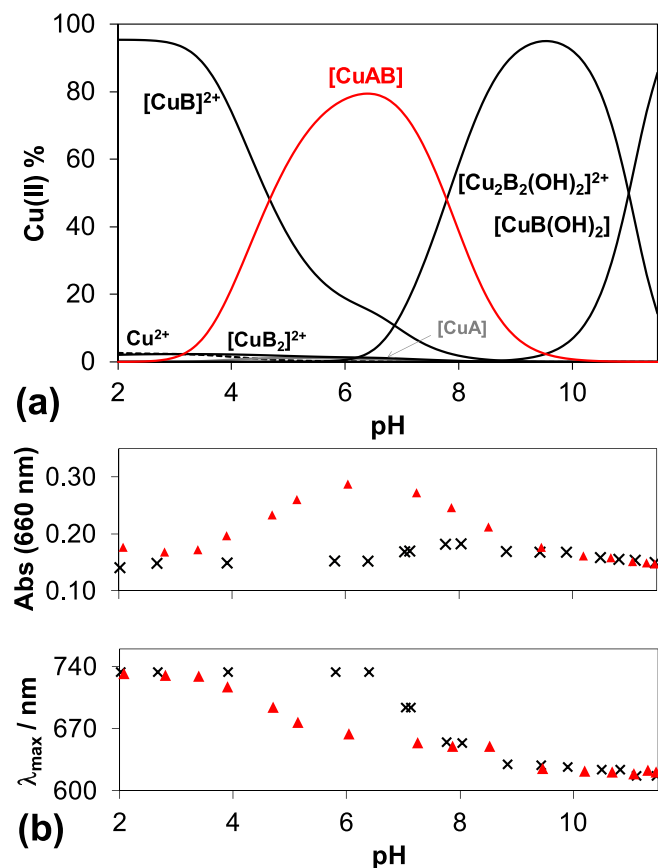 100
80
60
40
20
0
Cu(II) %
[CuB]²⁺
[CuAB]
[Cu₂B₂(OH)₂]²⁺
[CuB(OH)₂]
Cu²⁺
[CuB₂]²⁺
[CuA]
2 4 6 8 10
(a)
pH
0.30
0.20
0.10
Abs (660 nm)
740
670
600
λmax / nm
2 4 6 8 10
(b)
pH